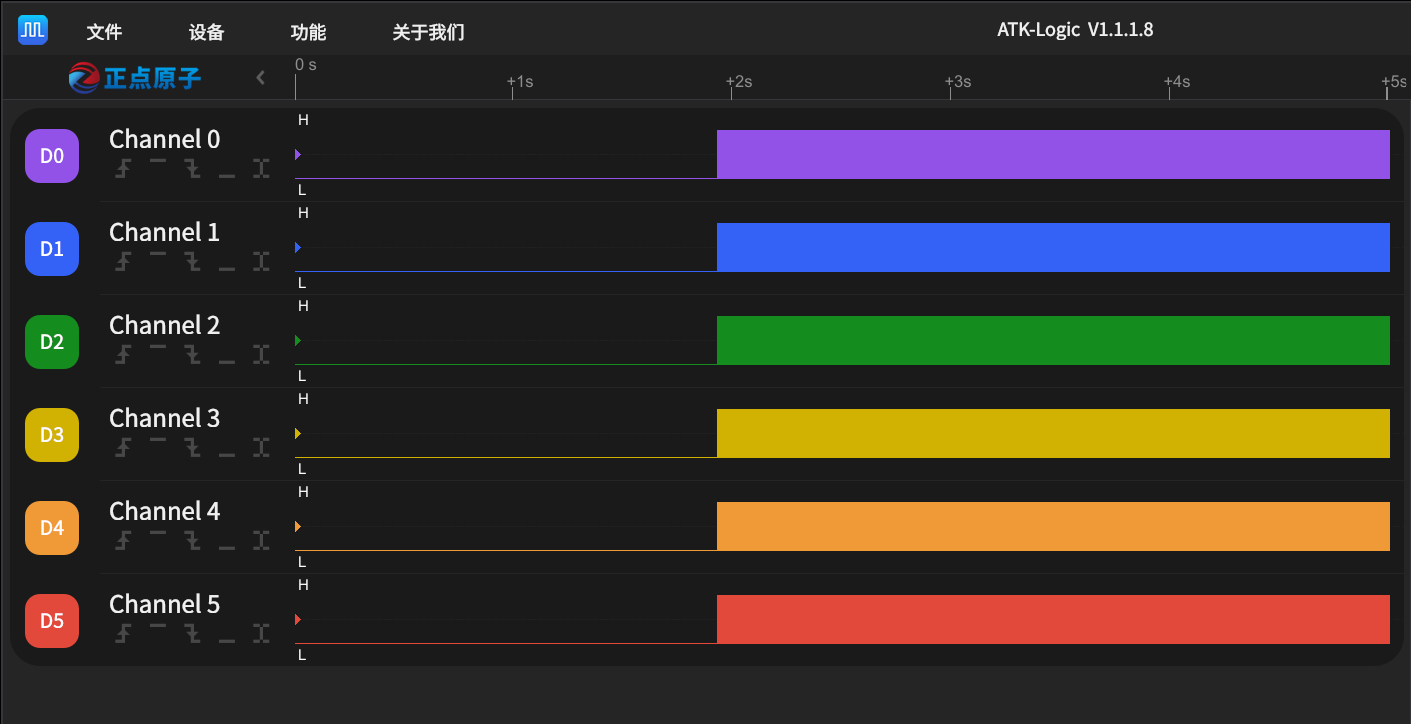 文件 设备 功能 关于我们 ATK-Logic V1.1.1.8
正点原子 0 s +1s +2s +3s +4s +5s
H
D0 Channel 0
L
H
D1 Channel 1
L
H
D2 Channel 2
L
H
D3 Channel 3
L
H
D4 Channel 4
L
H
D5 Channel 5
L